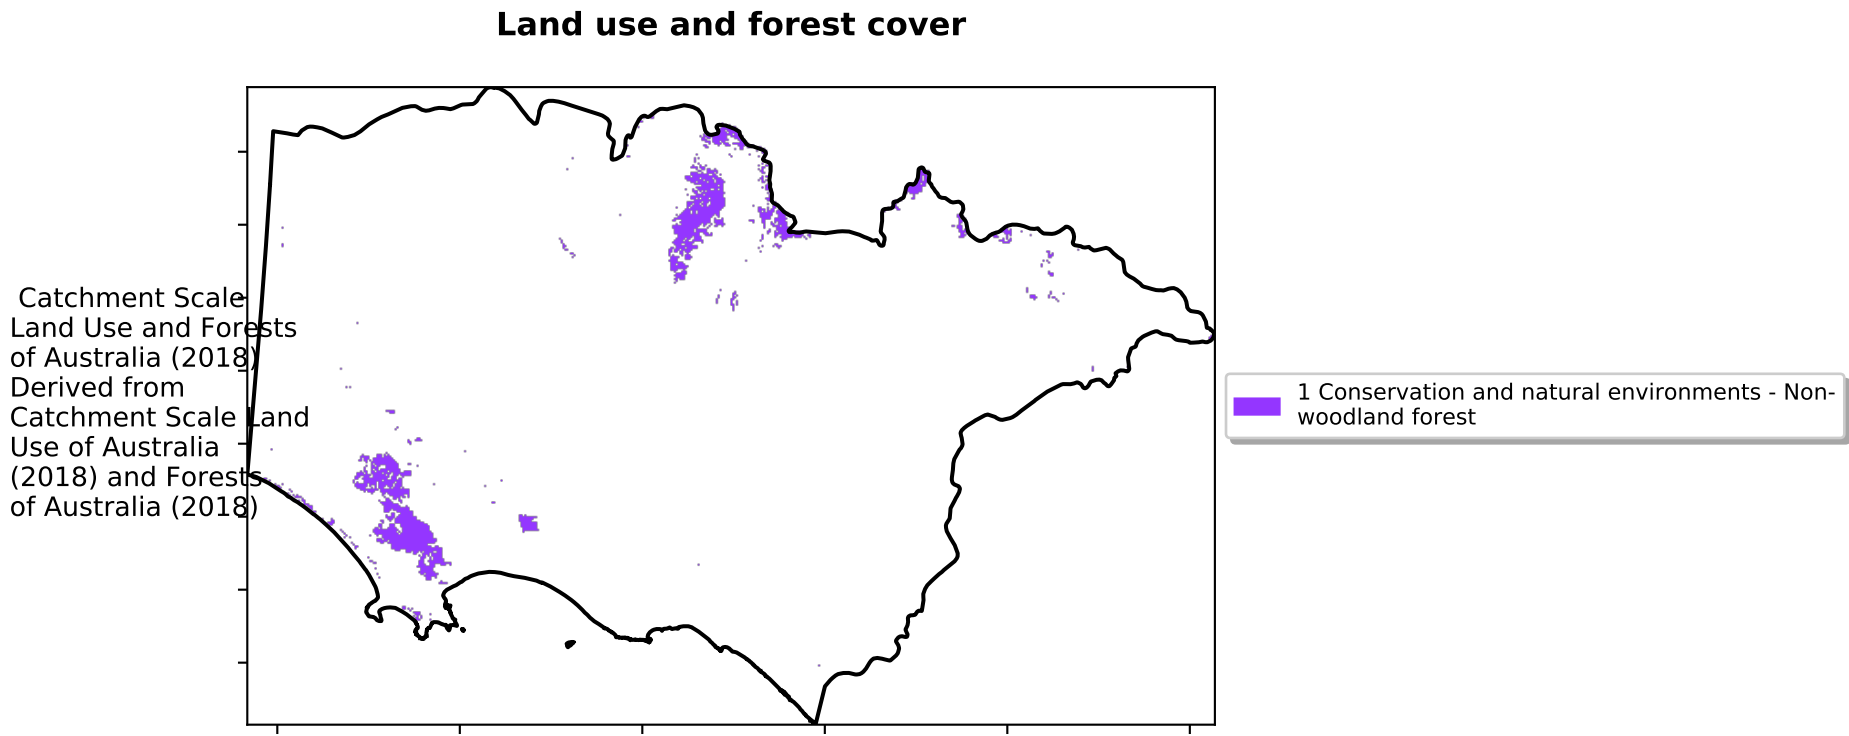 Land use and forest cover
Catchment Scale
Land Use and Forests
of Australia (2018)
Derived from
Catchment Scale Land
Use of Australia
(2018) and Forests
of Australia (2018)
1 Conservation and natural environments - Non-
woodland forest